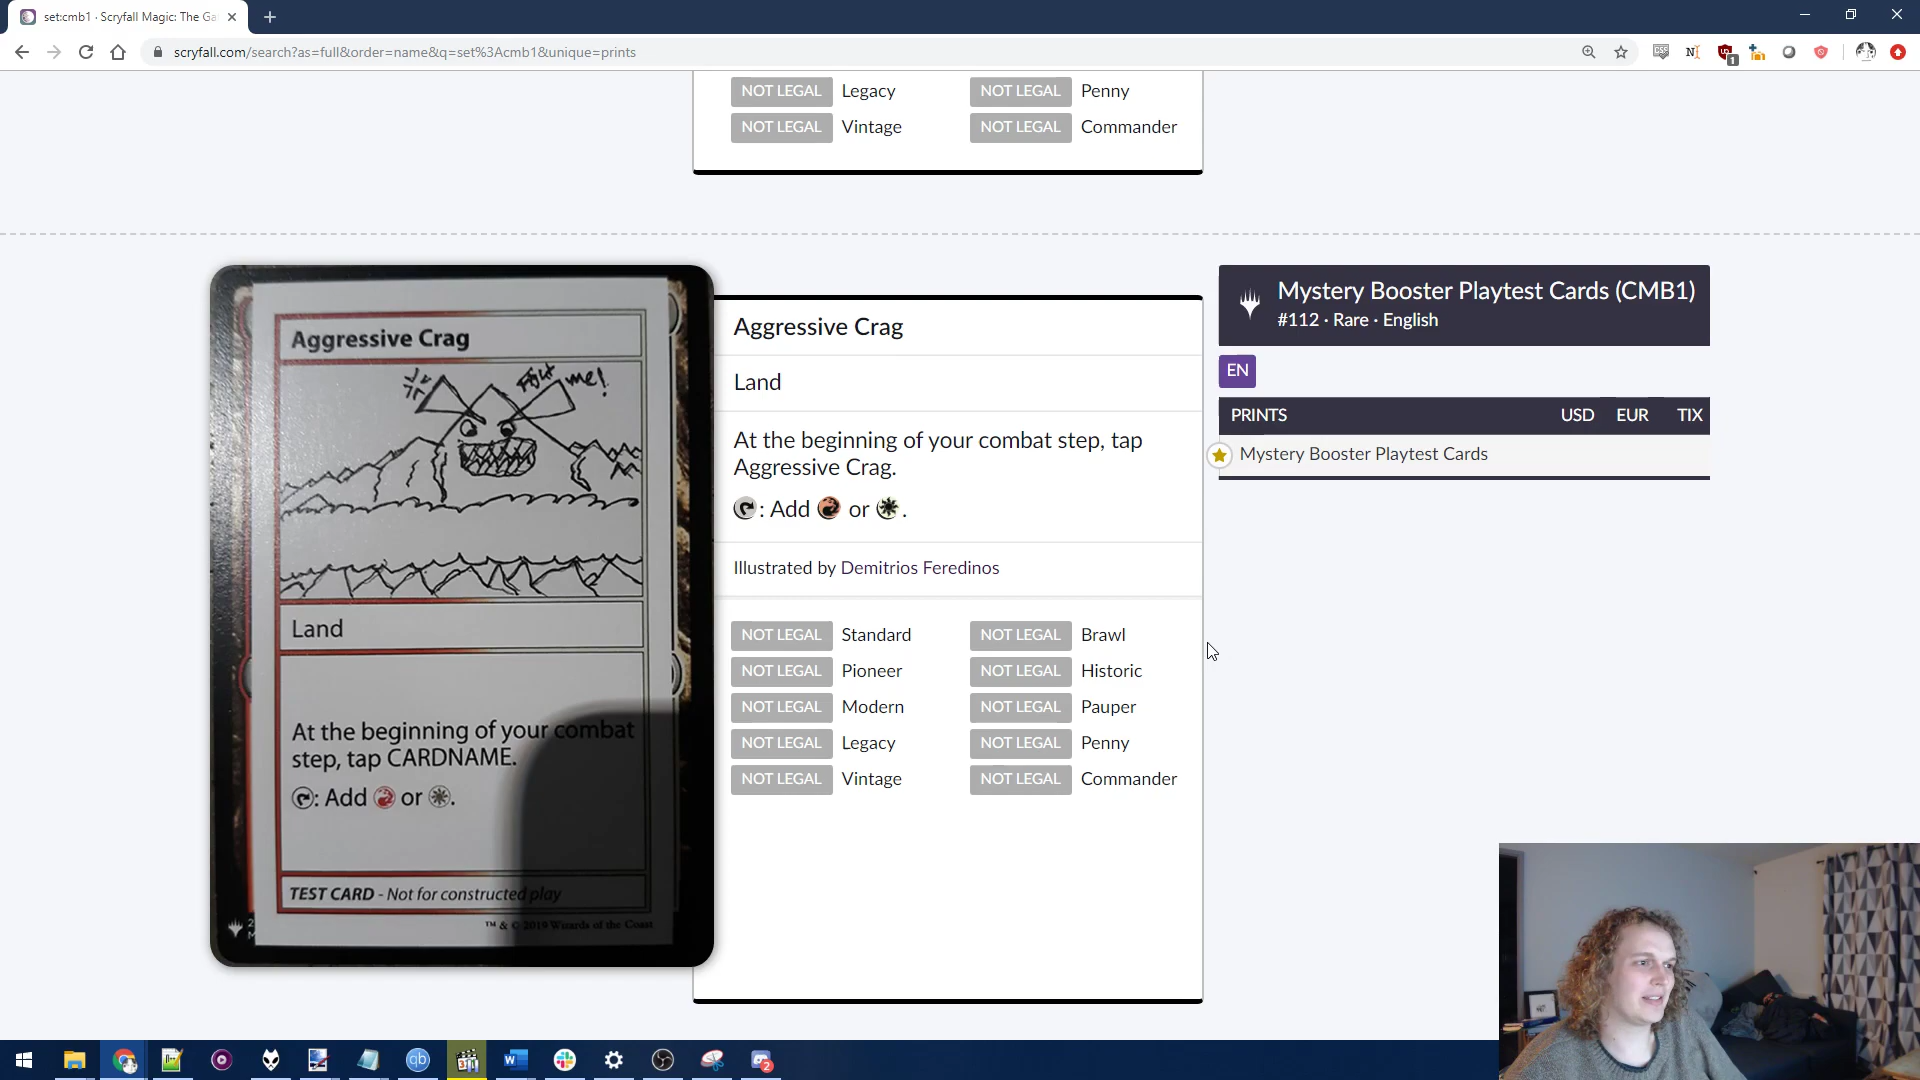 set:cmb1 · Scryfall Magic: The Ga
scryfall.com/search?as=full&order=name&q=set%3Acmb1&unique=prints
NOT LEGAL Legacy NOT LEGAL Penny
NOT LEGAL Vintage NOT LEGAL Commander
Aggressive Crag
Fight me!
Land
At the beginning of your combat
step, tap CARDNAME.
: Add or .
TEST CARD - Not for constructed play
™ & © 2019 Wizards of the Coast
Aggressive Crag
Land
At the beginning of your combat step, tap
Aggressive Crag.
: Add or .
Illustrated by Demitrios Feredinos
NOT LEGAL Standard NOT LEGAL Brawl
NOT LEGAL Pioneer NOT LEGAL Historic
NOT LEGAL Modern NOT LEGAL Pauper
NOT LEGAL Legacy NOT LEGAL Penny
NOT LEGAL Vintage NOT LEGAL Commander
Mystery Booster Playtest Cards (CMB1)
#112 · Rare · English
EN
PRINTS USD EUR TIX
Mystery Booster Playtest Cards